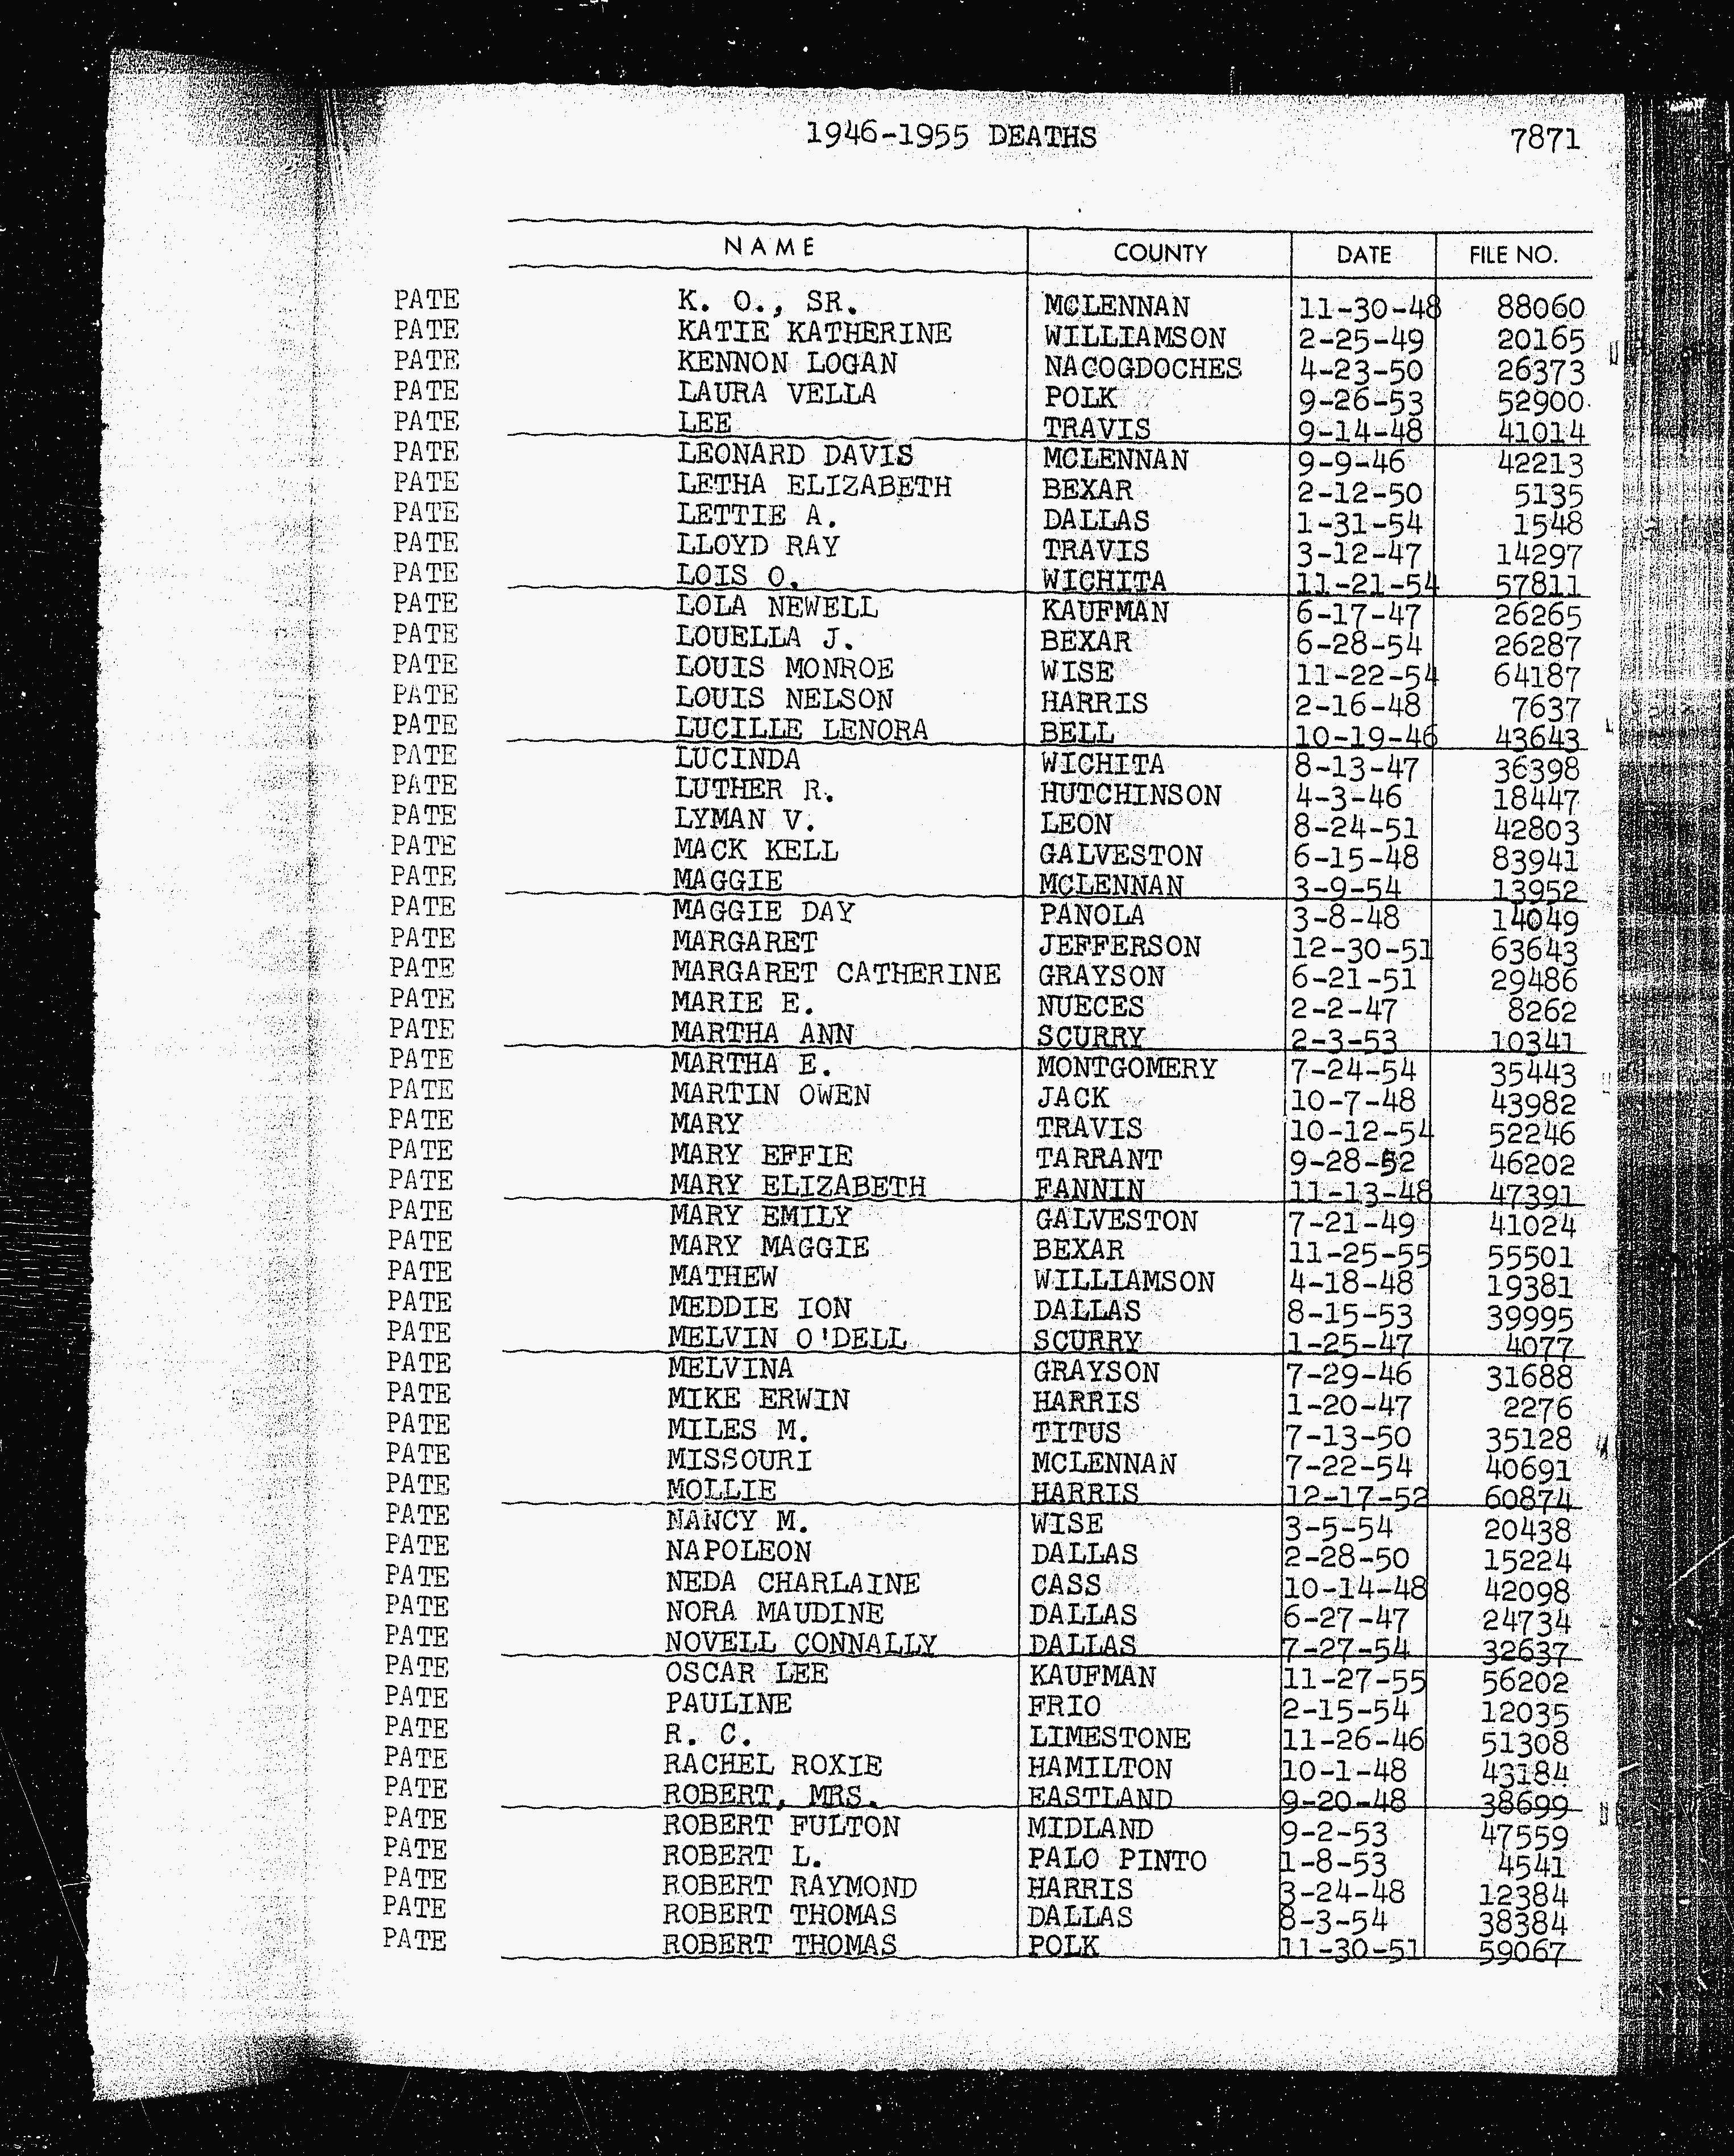 1946-1955 DEATHS 7871
NAME COUNTY DATE FILE NO.
PATE K. O., SR. MCLENNAN 11-30-48 88060
PATE KATIE KATHERINE WILLIAMSON 2-25-49 20165
PATE KENNON LOGAN NACOGDOCHES 4-23-50 26373
PATE LAURA VELLA POLK 9-26-53 52900
PATE LEE TRAVIS 9-14-48 41014
PATE LEONARD DAVIS MCLENNAN 9-9-46 42213
PATE LETHA ELIZABETH BEXAR 2-12-50 5135
PATE LETTIE A. DALLAS 1-31-54 1548
PATE LLOYD RAY TRAVIS 3-12-47 14297
PATE LOIS O. WICHITA 11-21-54 57811
PATE LOLA NEWELL KAUFMAN 6-17-47 26265
PATE LOUELLA J. BEXAR 6-28-54 26287
PATE LOUIS MONROE WISE 11-22-54 64187
PATE LOUIS NELSON HARRIS 2-16-48 7637
PATE LUCILLE LENORA BELL 10-19-46 43643
PATE LUCINDA WICHITA 8-13-47 36398
PATE LUTHER R. HUTCHINSON 4-3-46 18447
PATE LYMAN V. LEON 8-24-51 42803
PATE MACK KELL GALVESTON 6-15-48 83941
PATE MAGGIE MCLENNAN 3-9-54 13952
PATE MAGGIE DAY PANOLA 3-8-48 14049
PATE MARGARET JEFFERSON 12-30-51 63643
PATE MARGARET CATHERINE GRAYSON 6-21-51 29486
PATE MARIE E. NUECES 2-2-47 8262
PATE MARTHA ANN SCURRY 2-3-53 10341
PATE MARTHA E. MONTGOMERY 7-24-54 35443
PATE MARTIN OWEN JACK 10-7-48 43982
PATE MARY TRAVIS 10-12-54 52246
PATE MARY EFFIE TARRANT 9-28-52 46202
PATE MARY ELIZABETH FANNIN 11-13-48 47391
PATE MARY EMILY GALVESTON 7-21-49 41024
PATE MARY MAGGIE BEXAR 11-25-55 55501
PATE MATHEW WILLIAMSON 4-18-48 19381
PATE MEDDIE ION DALLAS 8-15-53 39995
PATE MELVIN O'DELL SCURRY 1-25-47 4077
PATE MELVINA GRAYSON 7-29-46 31688
PATE MIKE ERWIN HARRIS 1-20-47 2276
PATE MILES M. TITUS 7-13-50 35128
PATE MISSOURI MCLENNAN 7-22-54 40691
PATE MOLLIE HARRIS 12-17-52 60874
PATE NANCY M. WISE 3-5-54 20438
PATE NAPOLEON DALLAS 2-28-50 15224
PATE NEDA CHARLAINE CASS 10-14-48 42098
PATE NORA MAUDINE DALLAS 6-27-47 24734
PATE NOVELL CONNALLY DALLAS 7-27-54 32637
PATE OSCAR LEE KAUFMAN 11-27-55 56202
PATE PAULINE FRIO 2-15-54 12035
PATE R. C. LIMESTONE 11-26-46 51308
PATE RACHEL ROXIE HAMILTON 10-1-48 43184
PATE ROBERT, MRS. EASTLAND 9-20-48 38699
PATE ROBERT FULTON MIDLAND 9-2-53 47559
PATE ROBERT L. PALO PINTO 1-8-53 4541
PATE ROBERT RAYMOND HARRIS 3-24-48 12384
PATE ROBERT THOMAS DALLAS 8-3-54 38384
PATE ROBERT THOMAS POLK 11-30-51 59067